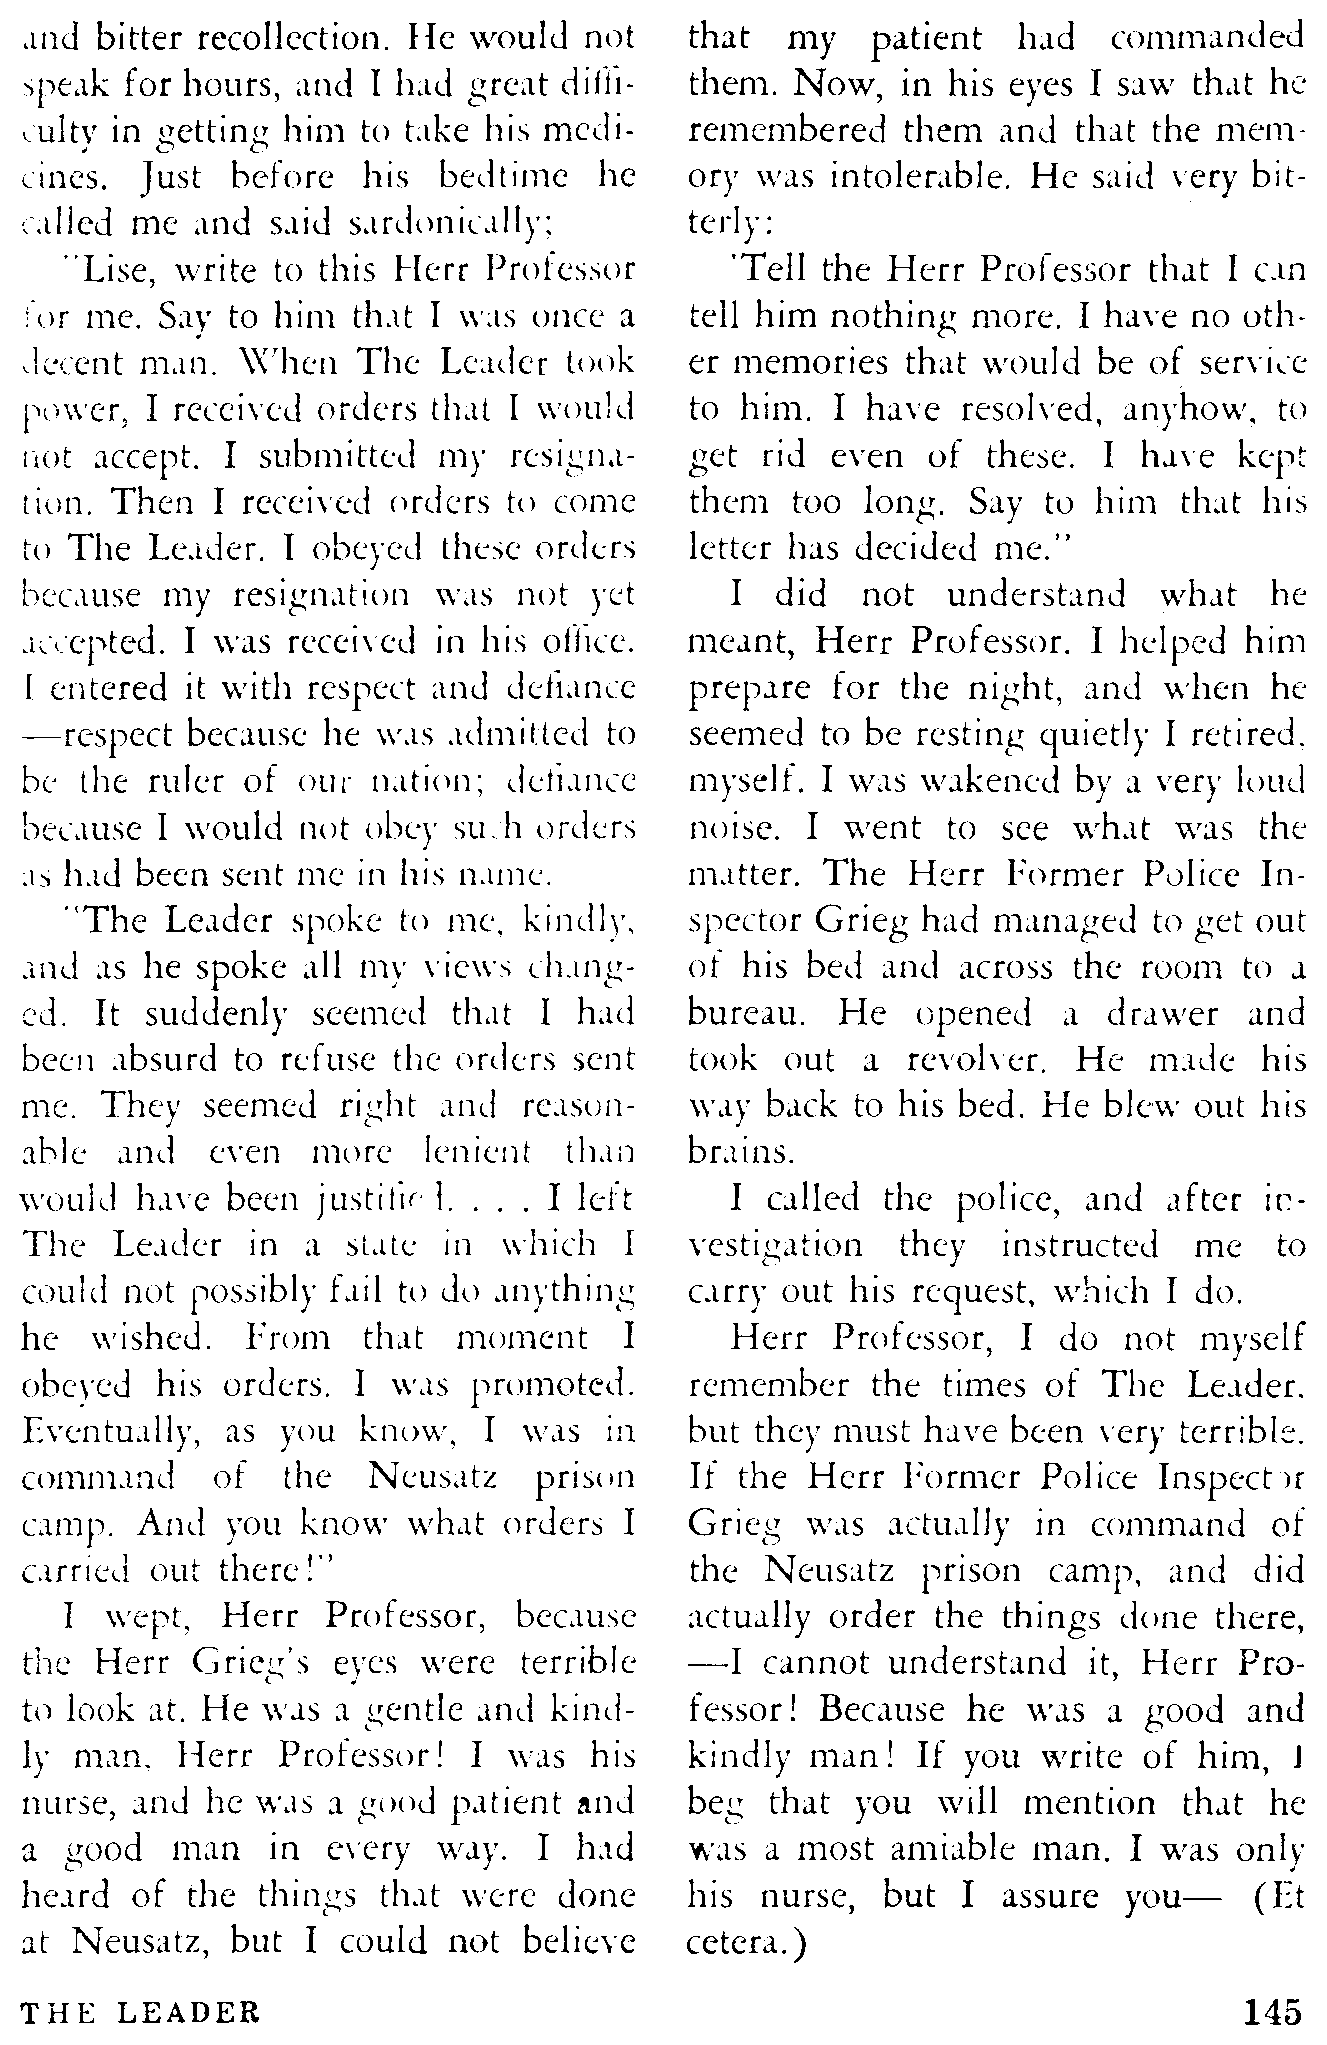 and bitter recollection. He would not
speak for hours, and I had great diffi-
culty in getting him to take his medi-
cines. Just before his bedtime he
called me and said sardonically;
"Lise, write to this Herr Professor
for me. Say to him that I was once a
decent man. When The Leader took
power, I received orders that I would
not accept. I submitted my resigna-
tion. Then I received orders to come
to The Leader. I obeyed these orders
because my resignation was not yet
accepted. I was received in his office.
I entered it with respect and defiance
—respect because he was admitted to
be the ruler of our nation; defiance
because I would not obey such orders
as had been sent me in his name.
"The Leader spoke to me, kindly,
and as he spoke all my views chang-
ed. It suddenly seemed that I had
been absurd to refuse the orders sent
me. They seemed right and reason-
able and even more lenient than
would have been justified. . . . I left
The Leader in a state in which I
could not possibly fail to do anything
he wished. From that moment I
obeyed his orders. I was promoted.
Eventually, as you know, I was in
command of the Neusatz prison
camp. And you know what orders I
carried out there!"
I wept, Herr Professor, because
the Herr Grieg's eyes were terrible
to look at. He was a gentle and kind-
ly man, Herr Professor! I was his
nurse, and he was a good patient and
a good man in every way. I had
heard of the things that were done
at Neusatz, but I could not believe
that my patient had commanded
them. Now, in his eyes I saw that he
remembered them and that the mem-
ory was intolerable. He said very bit-
terly:
'Tell the Herr Professor that I can
tell him nothing more. I have no oth-
er memories that would be of service
to him. I have resolved, anyhow, to
get rid even of these. I have kept
them too long. Say to him that his
letter has decided me."
I did not understand what he
meant, Herr Professor. I helped him
prepare for the night, and when he
seemed to be resting quietly I retired,
myself. I was wakened by a very loud
noise. I went to see what was the
matter. The Herr Former Police In-
spector Grieg had managed to get out
of his bed and across the room to a
bureau. He opened a drawer and
took out a revolver. He made his
way back to his bed. He blew out his
brains.
I called the police, and after in-
vestigation they instructed me to
carry out his request, which I do.
Herr Professor, I do not myself
remember the times of The Leader,
but they must have been very terrible.
If the Herr Former Police Inspector
Grieg was actually in command of
the Neusatz prison camp, and did
actually order the things done there,
—I cannot understand it, Herr Pro-
fessor! Because he was a good and
kindly man! If you write of him, I
beg that you will mention that he
was a most amiable man. I was only
his nurse, but I assure you— (Et
cetera.)
THE LEADER
145